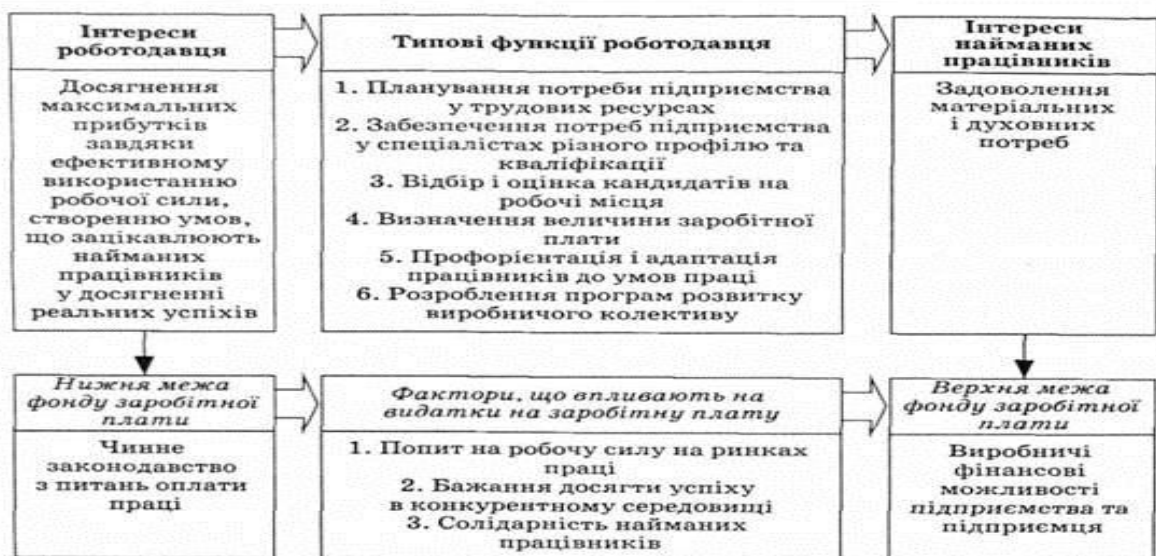 Інтереси
роботодавця
Типові функції роботодавця
Інтереси
найманих
працівників
Досягнення
максимальних
прибутків
завдяки
ефективному
використанню
робочої сили,
створенню умов,
що зацікавлюють
найманих
працівників
у досягненні
реальних успіхів
1. Планування потреби підприємства
у трудових ресурсах
2. Забезпечення потреб підприємства
у спеціалістах різного профілю та
кваліфікації
3. Відбір і оцінка кандидатів на
робочі місця
4. Визначення величини заробітної
плати
5. Профорієнтація і адаптація
працівників до умов праці
6. Розроблення програм розвитку
виробничого колективу
Задоволення
матеріальних
і духовних
потреб
Нижня межа
фонду заробітної
плати
Фактори, що впливають на
видатки на заробітну плату
Верхня межа
фонду заробітної
плати
Чинне
законодавство
з питань оплати
праці
1. Попит на робочу силу на ринках
праці
2. Бажання досягти успіху
в конкурентному середовищі
3. Солідарність найманих
працівників
Виробничі
фінансові
можливості
підприємства та
підприємця